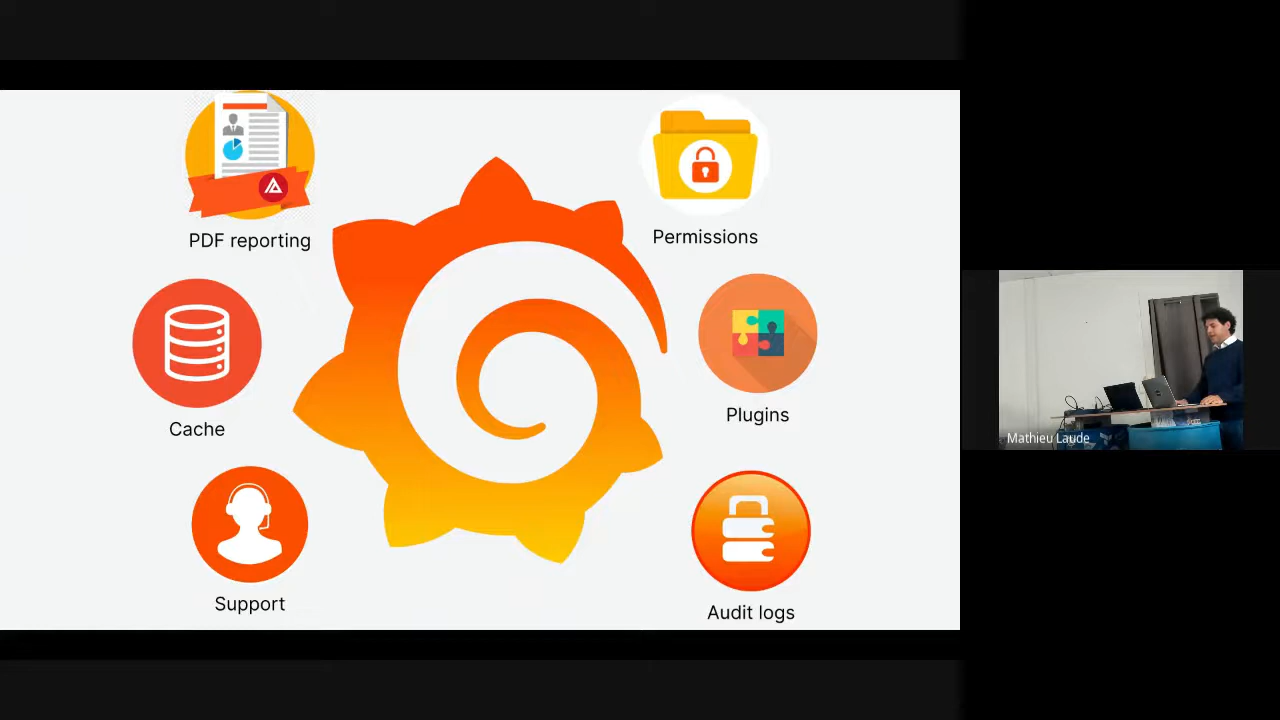 PDF reporting
Permissions
Cache
Plugins
Support
Audit logs
Mathieu Laude